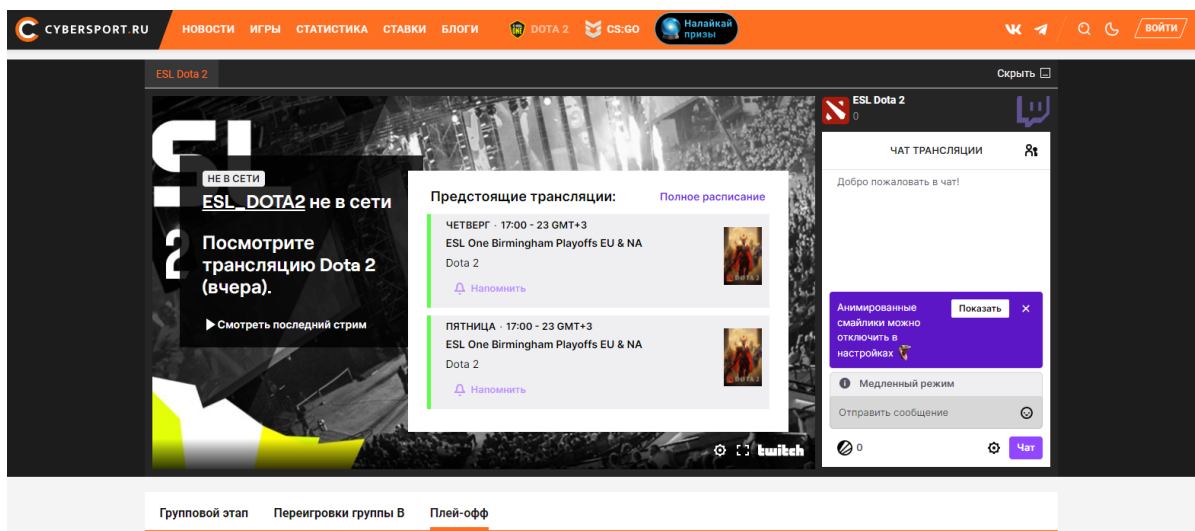 CYBERSPORT.RU
НОВОСТИ ИГРЫ СТАТИСТИКА СТАВКИ БЛОГИ DOTA 2 CS:GO
Налайкай
призы
ВОЙТИ
ESL Dota 2
Скрыть
НЕ В СЕТИ
ESL_DOTA2 не в сети
Посмотрите
трансляцию Dota 2
(вчера).
Смотреть последний стрим
Предстоящие трансляции:
Полное расписание
ЧЕТВЕРГ · 17:00 - 23 GMT+3
ESL One Birmingham Playoffs EU & NA
Dota 2
Напомнить
ПЯТНИЦА · 17:00 - 23 GMT+3
ESL One Birmingham Playoffs EU & NA
Dota 2
Напомнить
twitch
ESL Dota 2
0
ЧАТ ТРАНСЛЯЦИИ
Добро пожаловать в чат!
Анимированные
смайлики можно
отключить в
настройках
Показать
Медленный режим
Отправить сообщение
0
Чат
Групповой этап Переигровки группы B Плей-офф